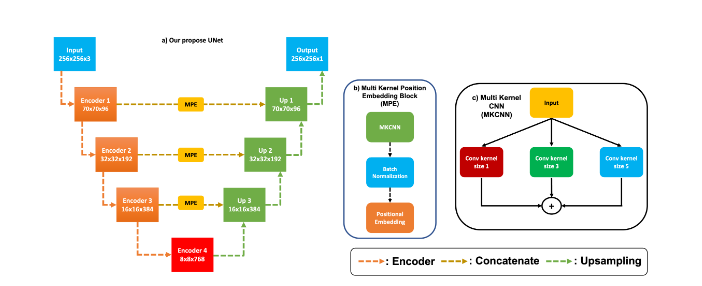 a) Our propose UNet
Input
256x256x3
Output
256x256x1
Encoder 1
70x70x96
MPE
Up 1
70x70x96
Encoder 2
32x32x192
Up 2
32x32x192
Encoder 3
16x16x384
MPE
Up 3
16x16x384
Encoder 4
8x8x768
b) Multi Kernel Position
Embedding Block
(MPE)
MKCNN
Batch
Normalization
Positional
Embedding
c) Multi Kernel
CNN
(MKCNN)
Input
Conv kernel
size 1
Conv kernel
size 3
Conv kernel
size 5
+
: Encoder
: Concatenate
: Upsampling